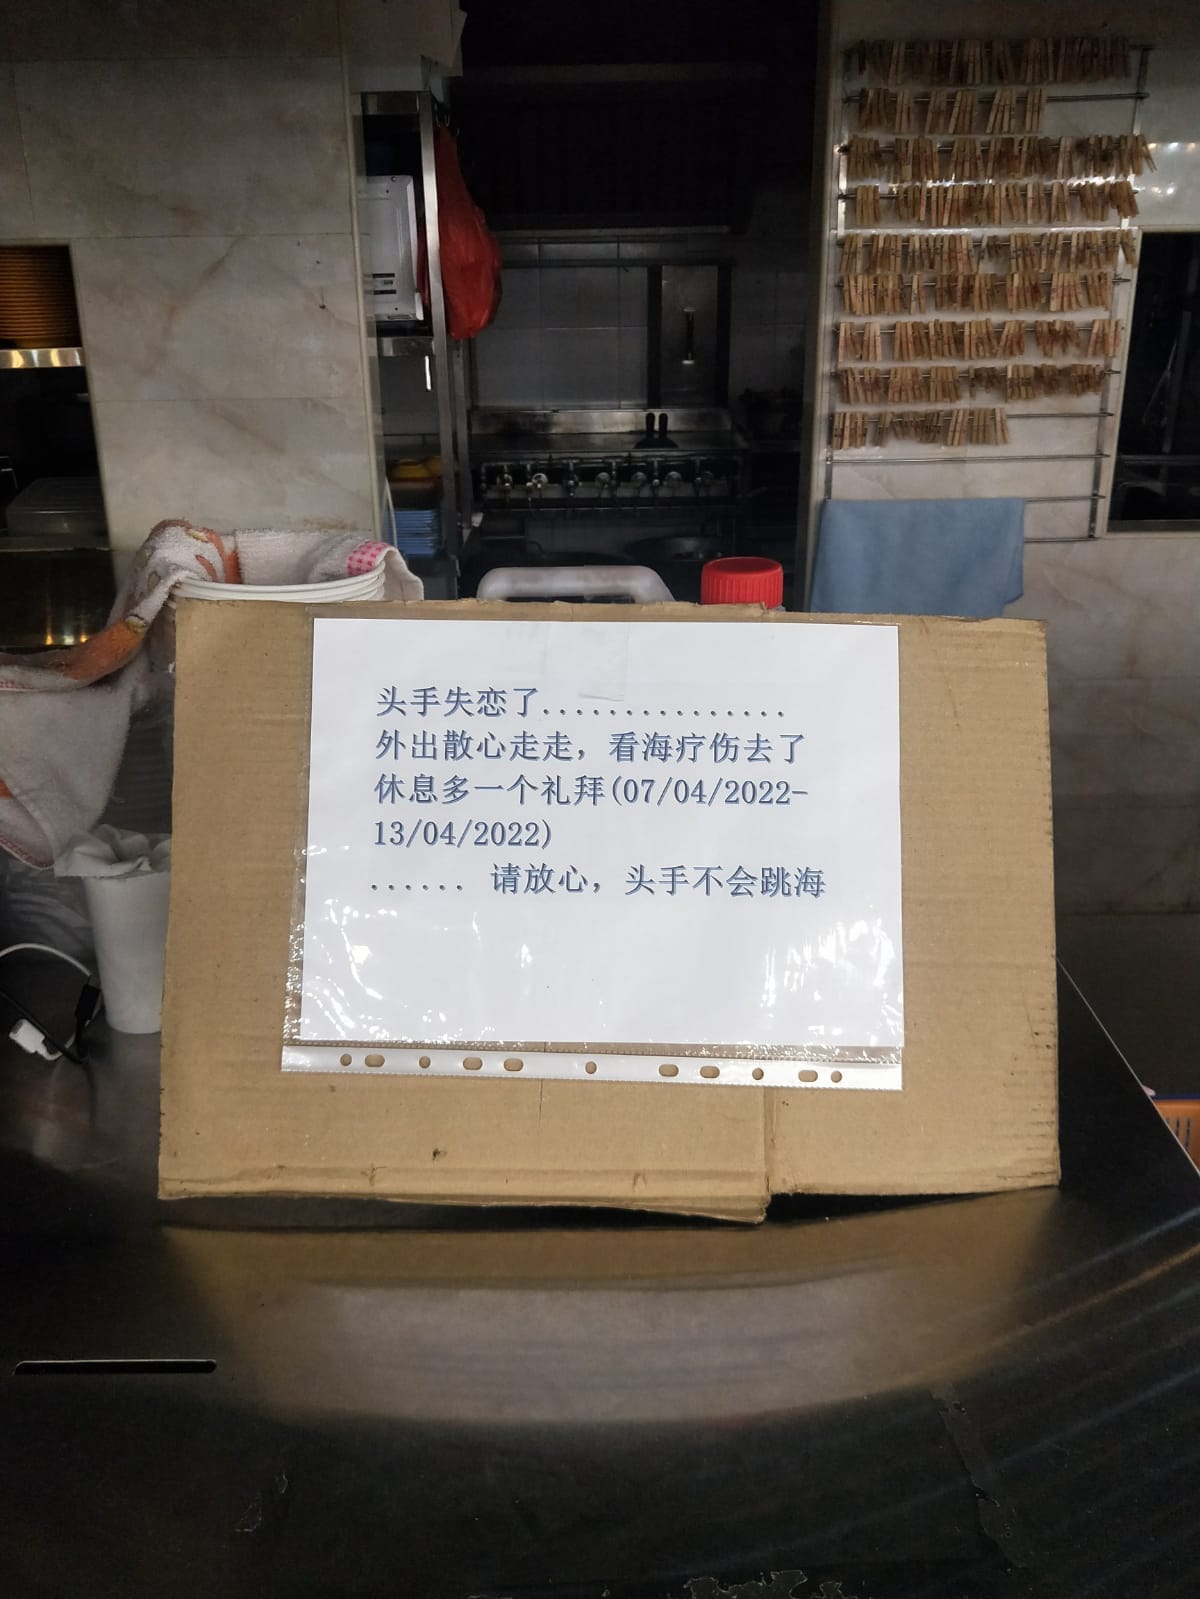 头手失恋了...............
外出散心走走，看海疗伤去了
休息多一个礼拜(07/04/2022-
13/04/2022)
...... 请放心，头手不会跳海